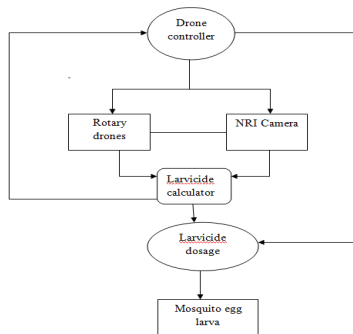 Drone
controller
Rotary
drones
NRI Camera
Larvicide
calculator
Larvicide
dosage
Mosquito egg
larva